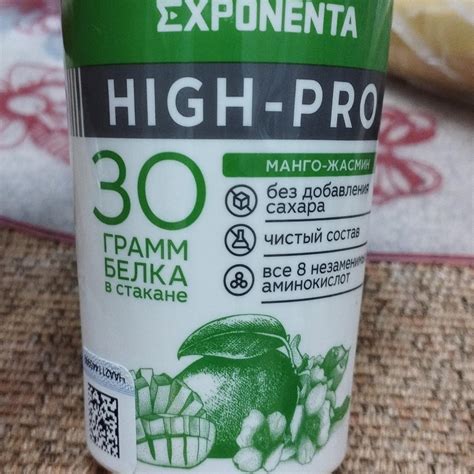 EXPONENTA
HIGH-PRO
30
ГРАММ
БЕЛКА
в стакане
МАНГО-ЖАСМИН
без добавления
сахара
чистый состав
все 8 незаменимых
аминокислот